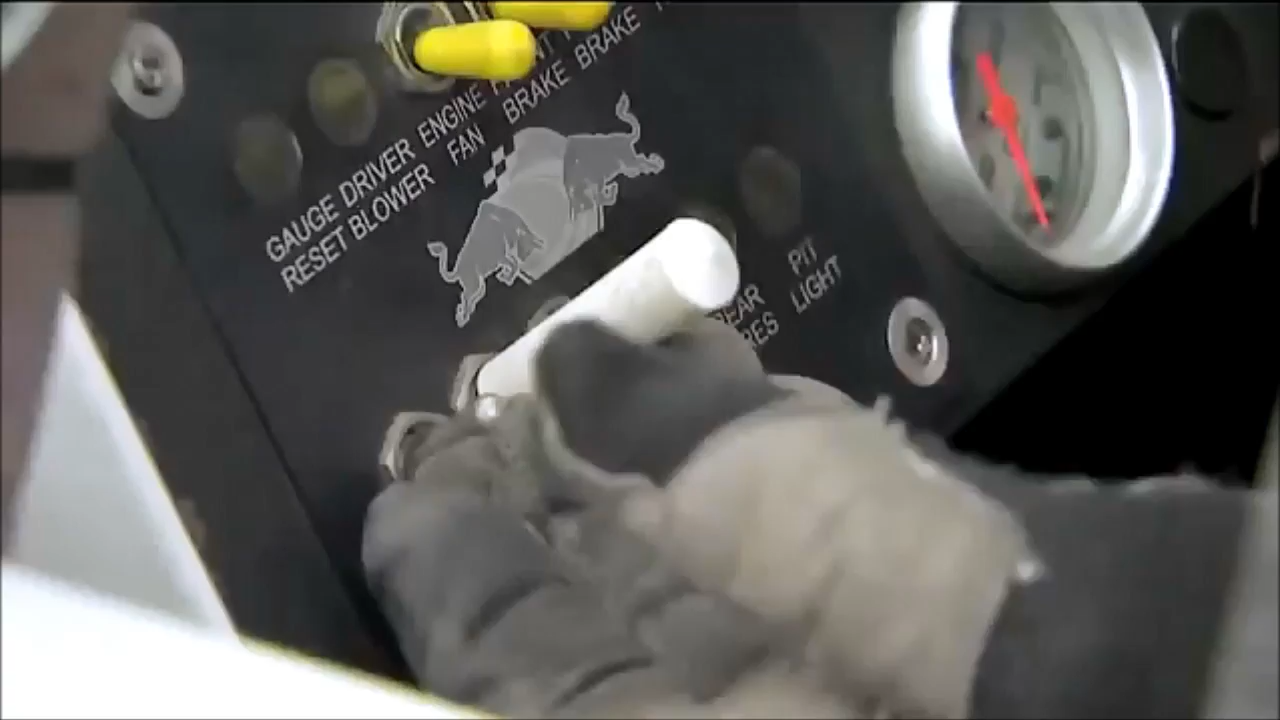 GAUGE DRIVER ENGINE
RESET BLOWER FAN BRAKE BRAKE
PIT
LIGHT